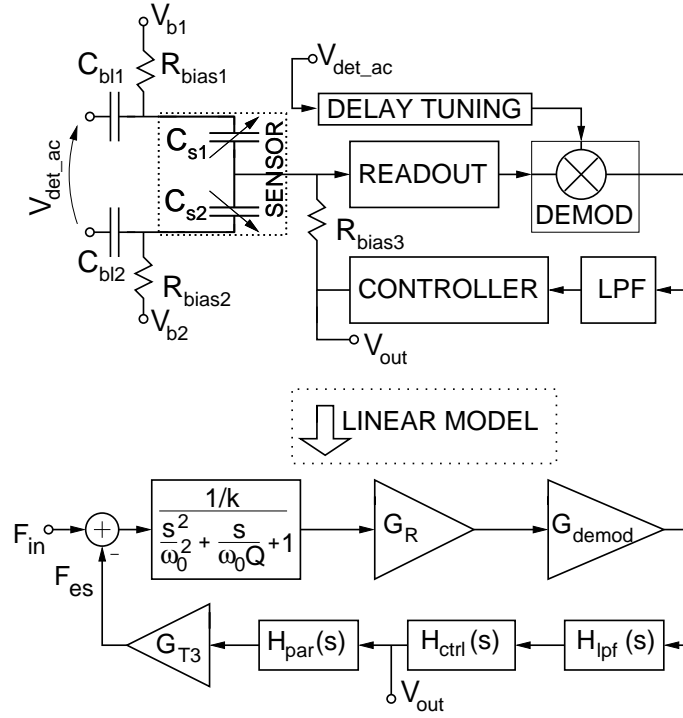 V_b1
C_bl1
R_bias1
V_det_ac
C_s1
C_s2
SENSOR
C_bl2
R_bias2
V_b2
V_det_ac
DELAY TUNING
READOUT
DEMOD
R_bias3
CONTROLLER
LPF
V_out
LINEAR MODEL
F_in
+
−
F_es
1/k
s^2/ω_0^2 + s/ω_0Q +1
G_R
G_demod
G_T3
H_par(s)
H_ctrl(s)
H_lpf(s)
V_out